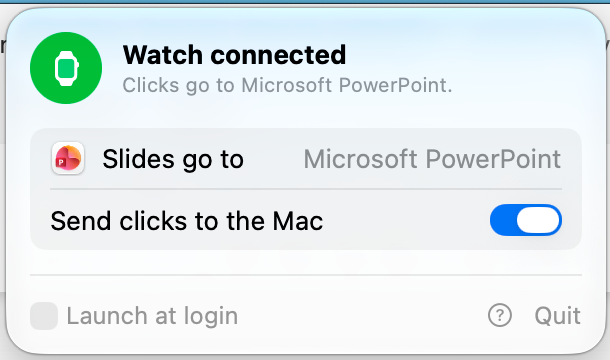 Watch connected
Clicks go to Microsoft PowerPoint.
Slides go to Microsoft PowerPoint
Send clicks to the Mac
Launch at login ? Quit